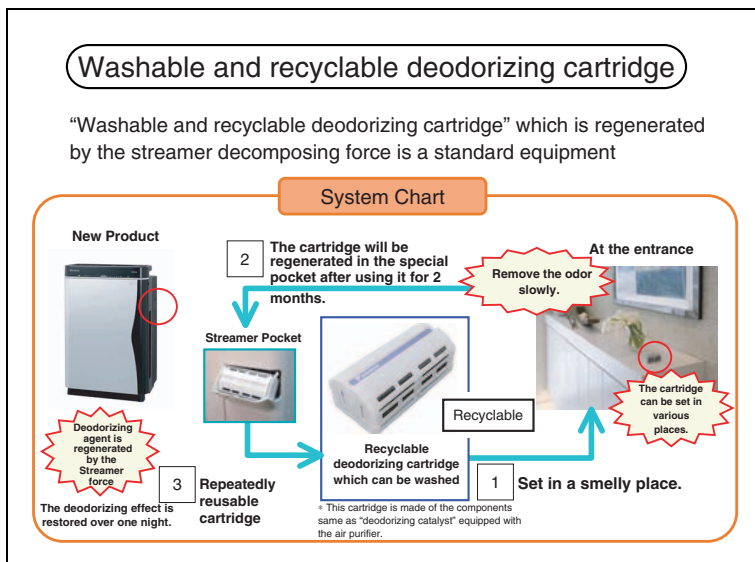 Washable and recyclable deodorizing cartridge
“Washable and recyclable deodorizing cartridge” which is regenerated
by the streamer decomposing force is a standard equipment
System Chart
New Product
2
The cartridge will be
regenerated in the special
pocket after using it for 2
months.
Remove the odor
slowly.
At the entrance
Streamer Pocket
The cartridge
can be set in
various
places.
Recyclable
Deodorizing
agent is
regenerated
by the
Streamer
force
Recyclable
deodorizing cartridge
which can be washed
The deodorizing effect is
restored over one night.
3
Repeatedly
reusable
cartridge
1
Set in a smelly place.
* This cartridge is made of the components
same as “deodorizing catalyst” equipped with
the air purifier.